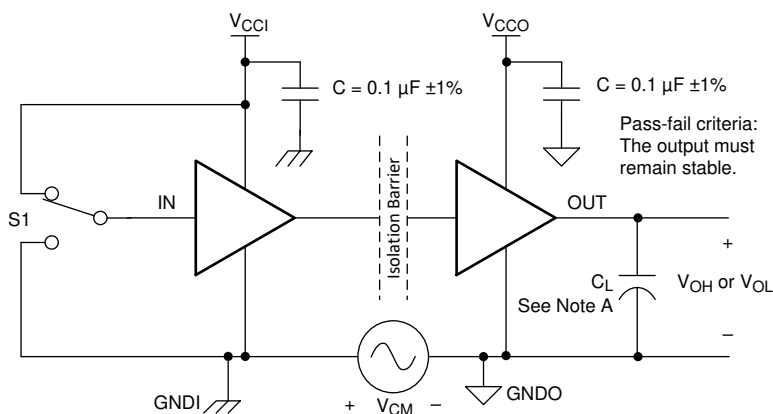 V_CCI
V_CCO
C = 0.1 µF ±1%
C = 0.1 µF ±1%
Pass-fail criteria:
The output must
remain stable.
IN
OUT
S1
Isolation Barrier
+
C_L
V_OH or V_OL
See Note A
–
GNDI
+ V_CM –
GNDO